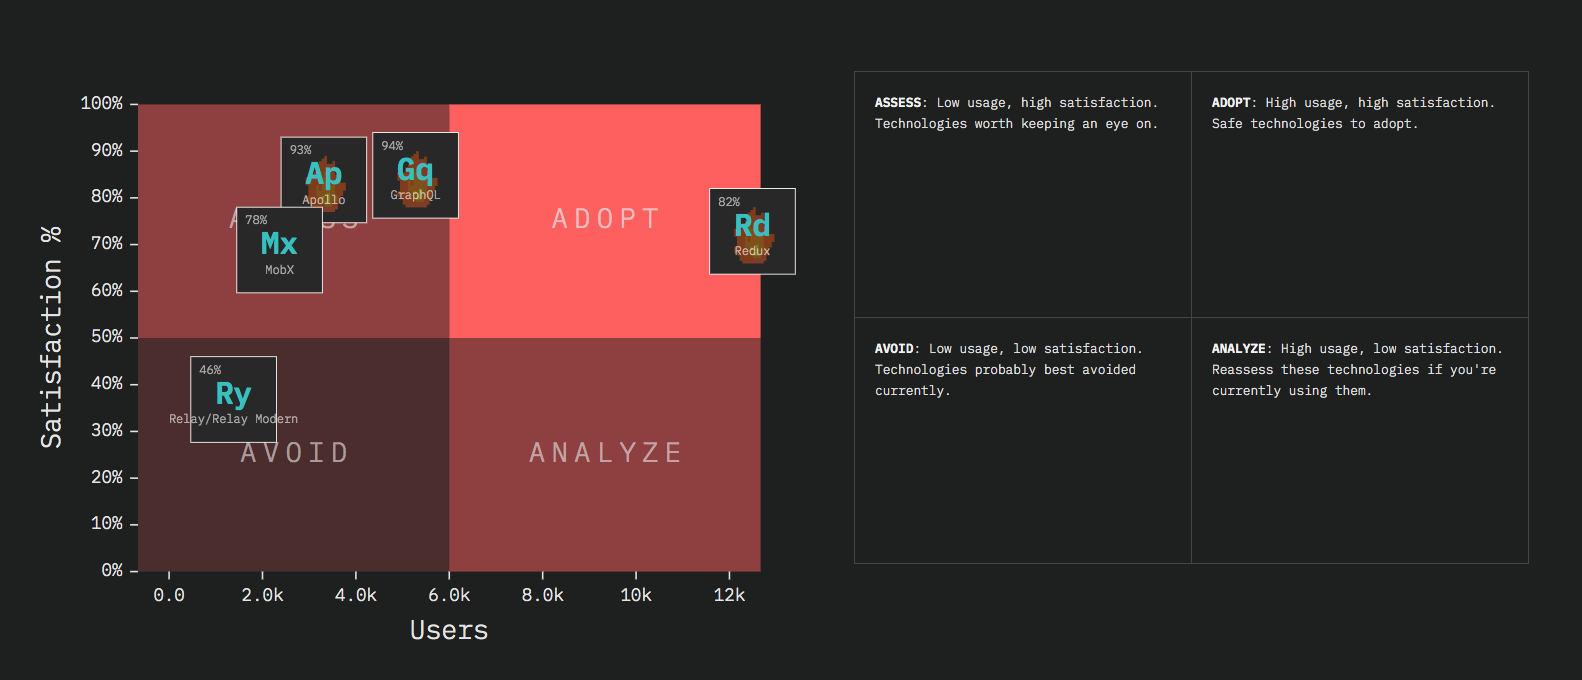 100%
90%
80%
70%
60%
50%
40%
30%
20%
10%
0%
Satisfaction %
0.0
2.0k
4.0k
6.0k
8.0k
10k
12k
Users
93%
Ap
Apollo
94%
Gq
GraphQL
78%
Mx
MobX
82%
Rd
Redux
ADOPT
46%
Ry
Relay/Relay Modern
AVOID
ANALYZE
ASSESS: Low usage, high satisfaction.
Technologies worth keeping an eye on.
ADOPT: High usage, high satisfaction.
Safe technologies to adopt.
AVOID: Low usage, low satisfaction.
Technologies probably best avoided
currently.
ANALYZE: High usage, low satisfaction.
Reassess these technologies if you're
currently using them.